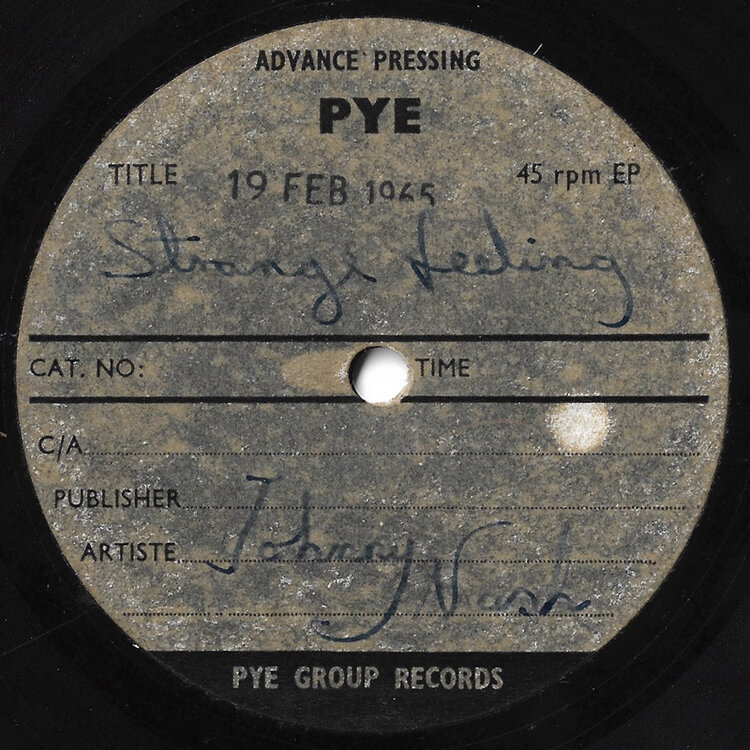 ADVANCE PRESSING
PYE
TITLE 19 FEB 1965 45 rpm EP
Strange feeling
CAT. NO: TIME
C/A
PUBLISHER
ARTISTE Johnny Nash
PYE GROUP RECORDS